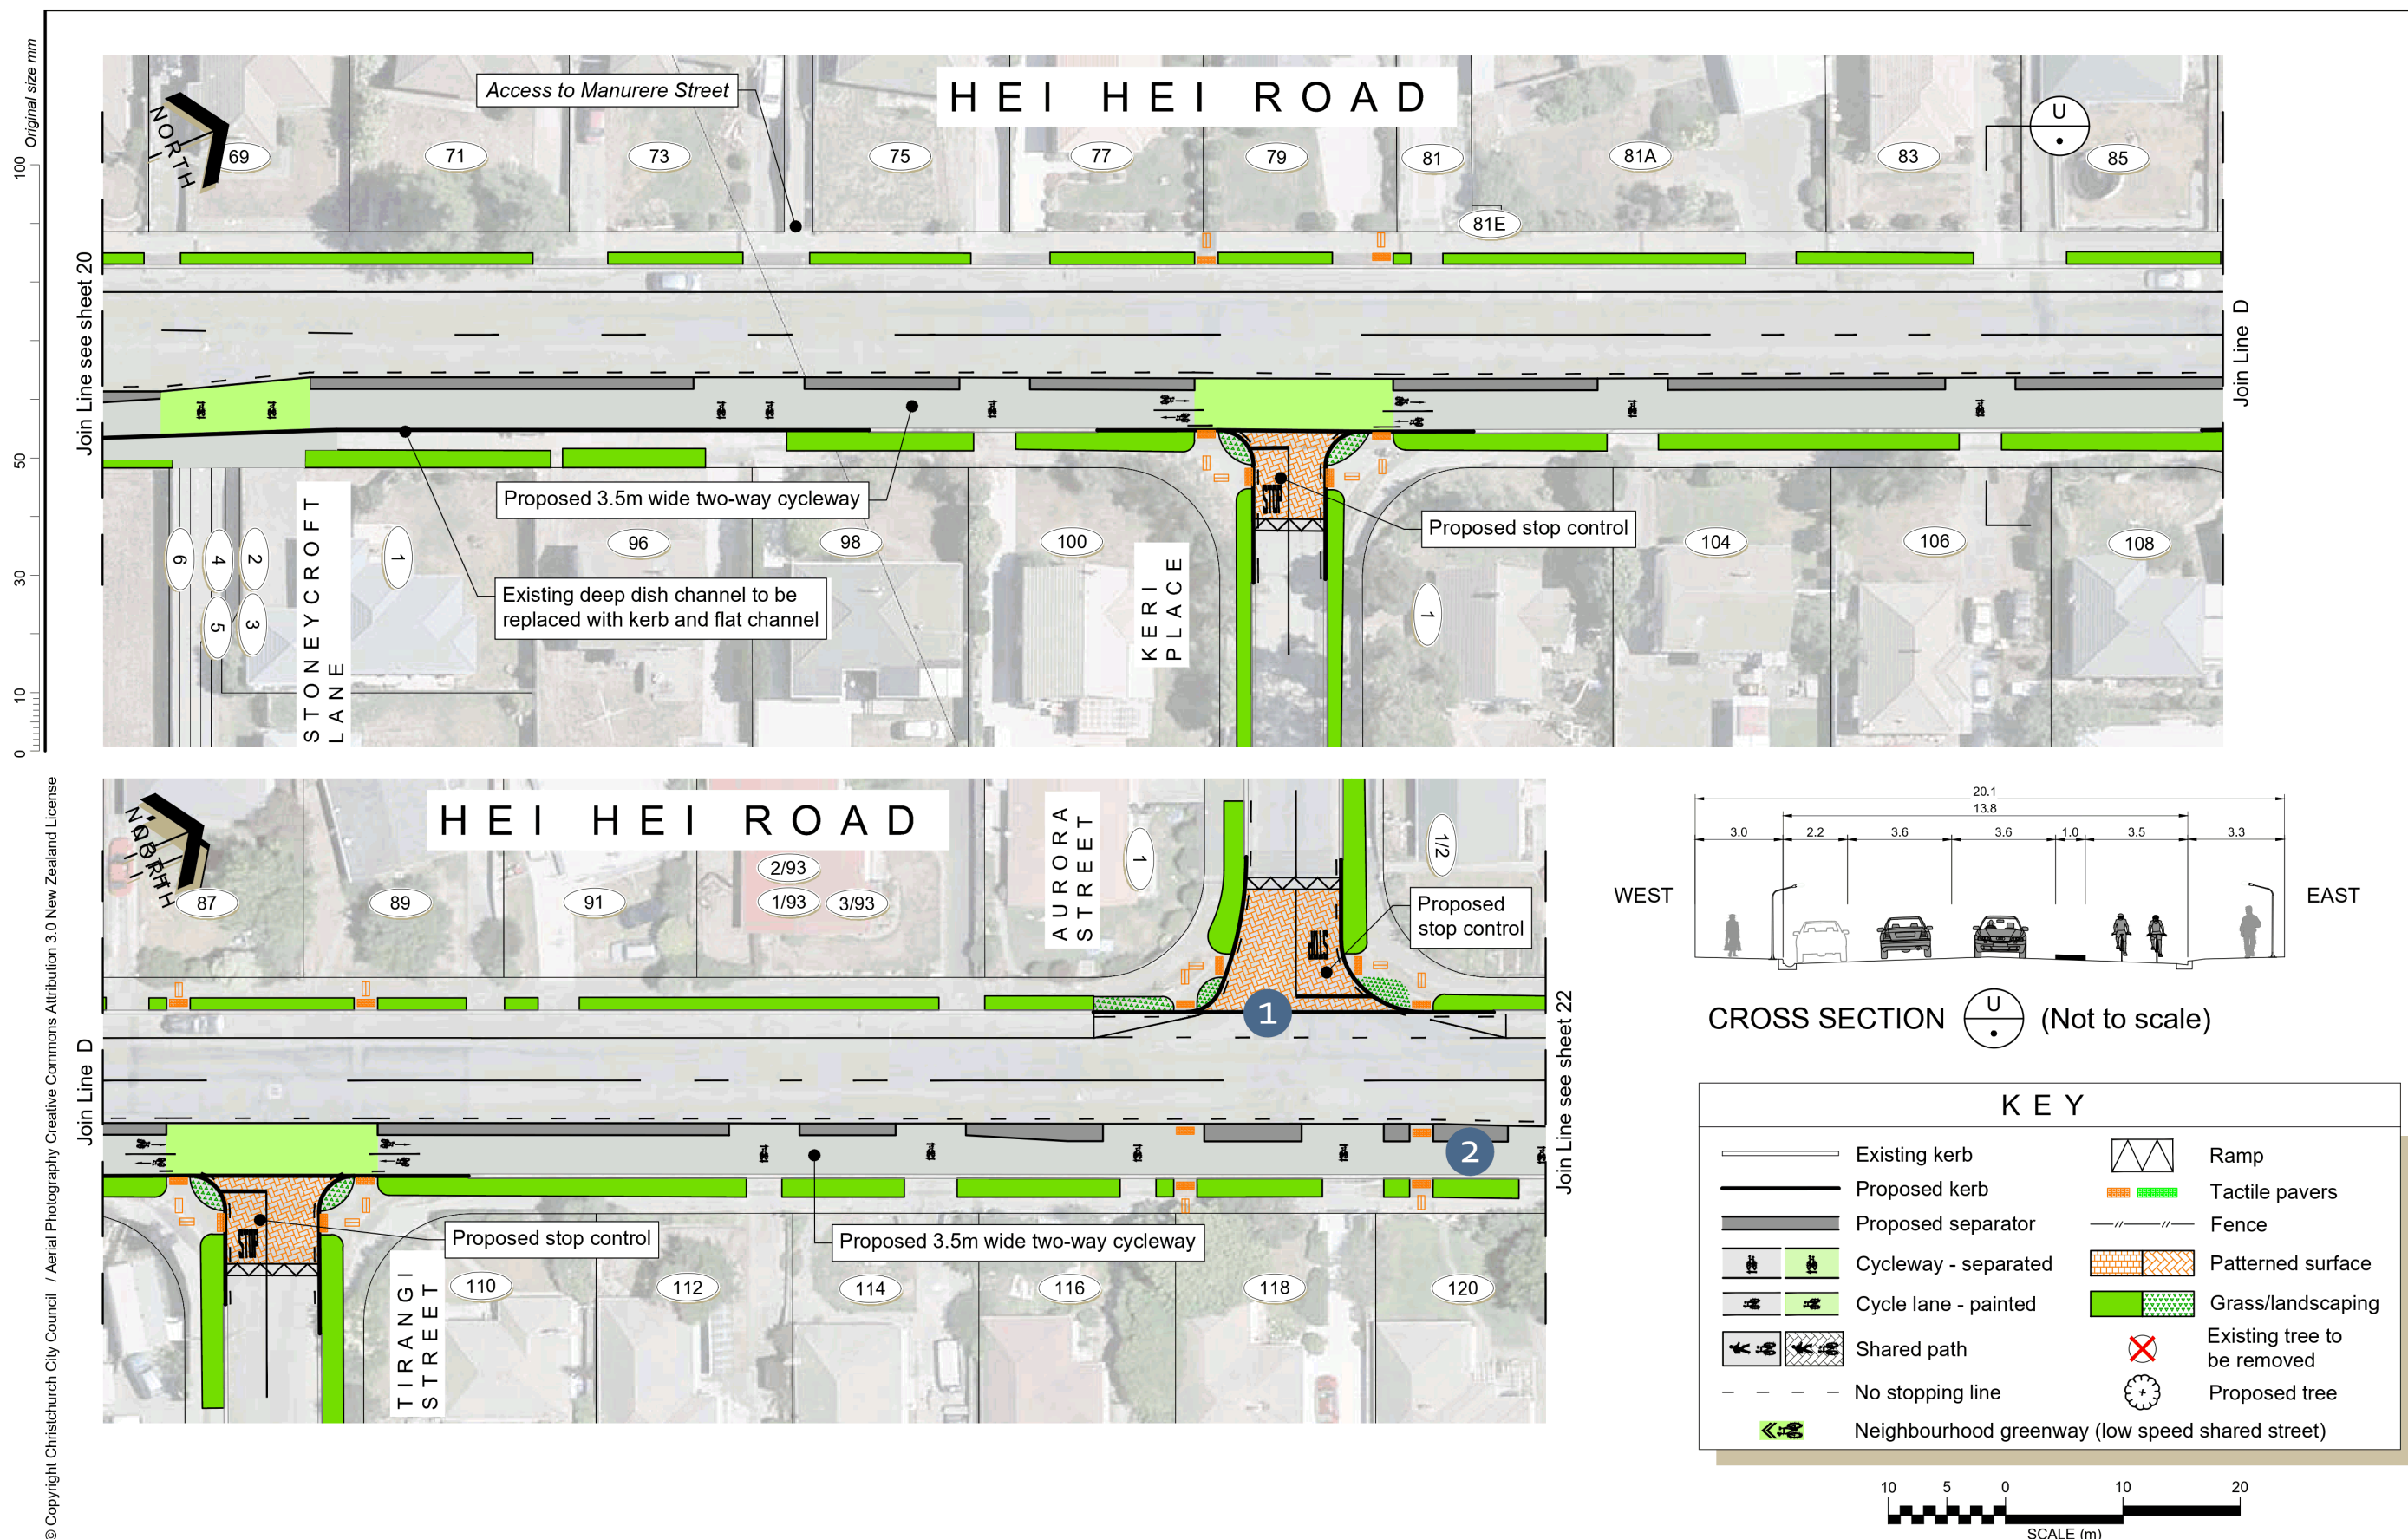 Original size mm
100
50
30
10
0
© Copyright Christchurch City Council / Aerial Photography Creative Commons Attribution 3.0 New Zealand License
HEI HEI ROAD
Access to Manurere Street
NORTH
69
71
73
75
77
79
81
81A
83
85
81E
U
Join Line see sheet 20
Join Line D
Proposed 3.5m wide two-way cycleway
Proposed stop control
STOP
Existing deep dish channel to be
replaced with kerb and flat channel
6
4
2
5
3
1
STONEYCROFT
LANE
96
98
100
KERI
PLACE
1
104
106
108
HEI HEI ROAD
NORTH
NORTH
87
89
91
2/93
1/93
3/93
AURORA
STREET
1
1/2
Proposed
stop control
STOP
1
2
Join Line D
Join Line see sheet 22
Proposed stop control
STOP
Proposed 3.5m wide two-way cycleway
TIRANGI
STREET
110
112
114
116
118
120
20.1
13.8
3.0
2.2
3.6
3.6
1.0
3.5
3.3
WEST
EAST
CROSS SECTION U (Not to scale)
KEY
Existing kerb
Proposed kerb
Proposed separator
Cycleway - separated
Cycle lane - painted
Shared path
No stopping line
Neighbourhood greenway (low speed shared street)
Ramp
Tactile pavers
Fence
Patterned surface
Grass/landscaping
Existing tree to
be removed
Proposed tree
10 5 0 10 20
SCALE (m)